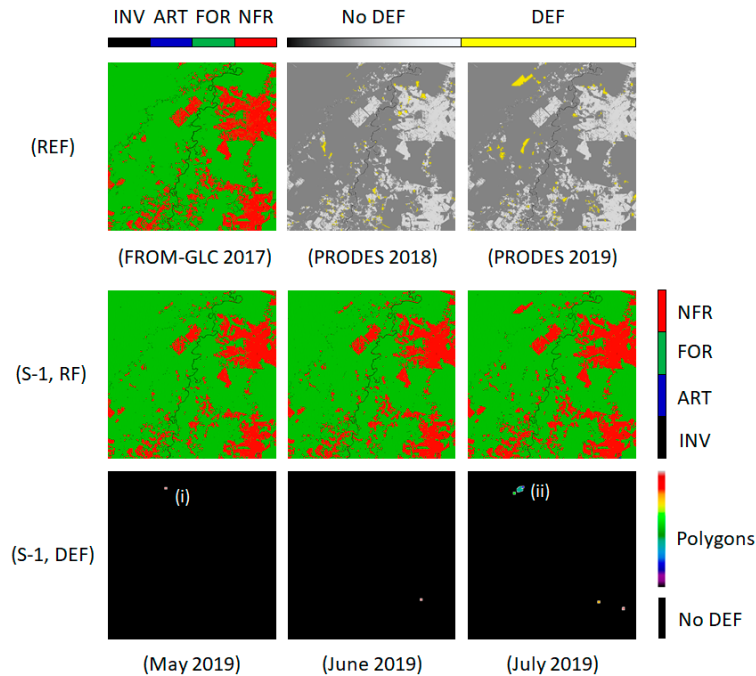 INV ART FOR NFR No DEF DEF
(REF)
(FROM-GLC 2017) (PRODES 2018) (PRODES 2019)
NFR
FOR
(S-1, RF)
ART
INV
(i) (ii)
Polygons
(S-1, DEF)
No DEF
(May 2019) (June 2019) (July 2019)